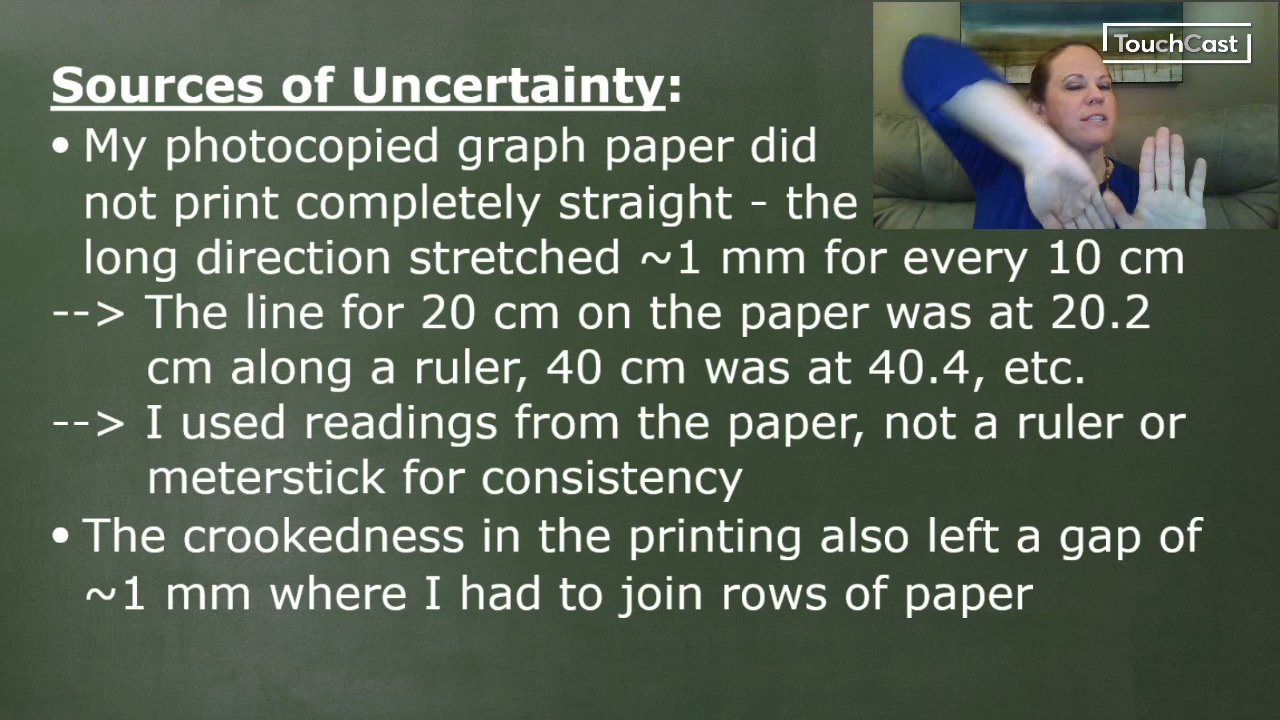 TouchCast
Sources of Uncertainty:
• My photocopied graph paper did
not print completely straight - the
long direction stretched ~1 mm for every 10 cm
--> The line for 20 cm on the paper was at 20.2
cm along a ruler, 40 cm was at 40.4, etc.
--> I used readings from the paper, not a ruler or
meterstick for consistency
• The crookedness in the printing also left a gap of
~1 mm where I had to join rows of paper